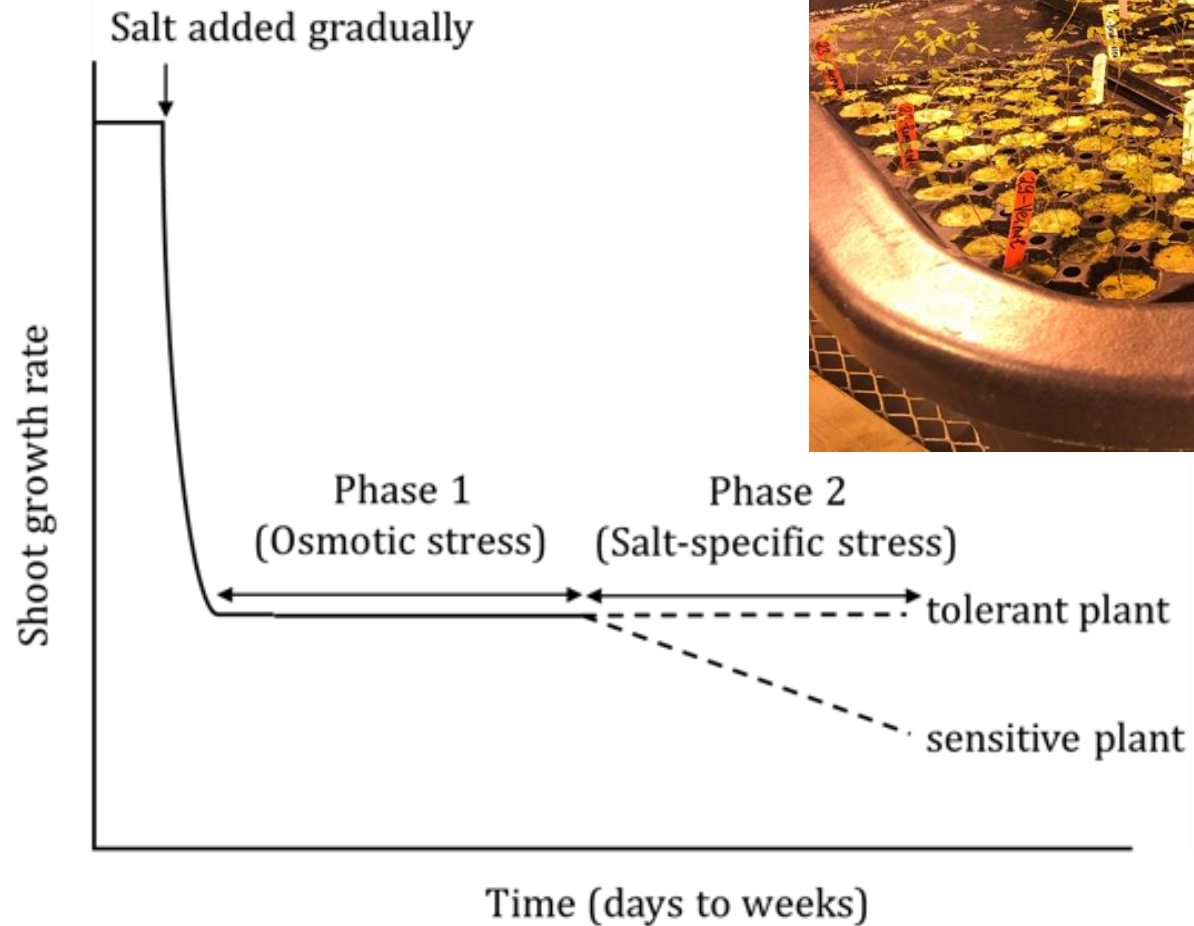 Salt added gradually
Shoot growth rate
Phase 1
(Osmotic stress)
Phase 2
(Salt-specific stress)
tolerant plant
sensitive plant
Time (days to weeks)